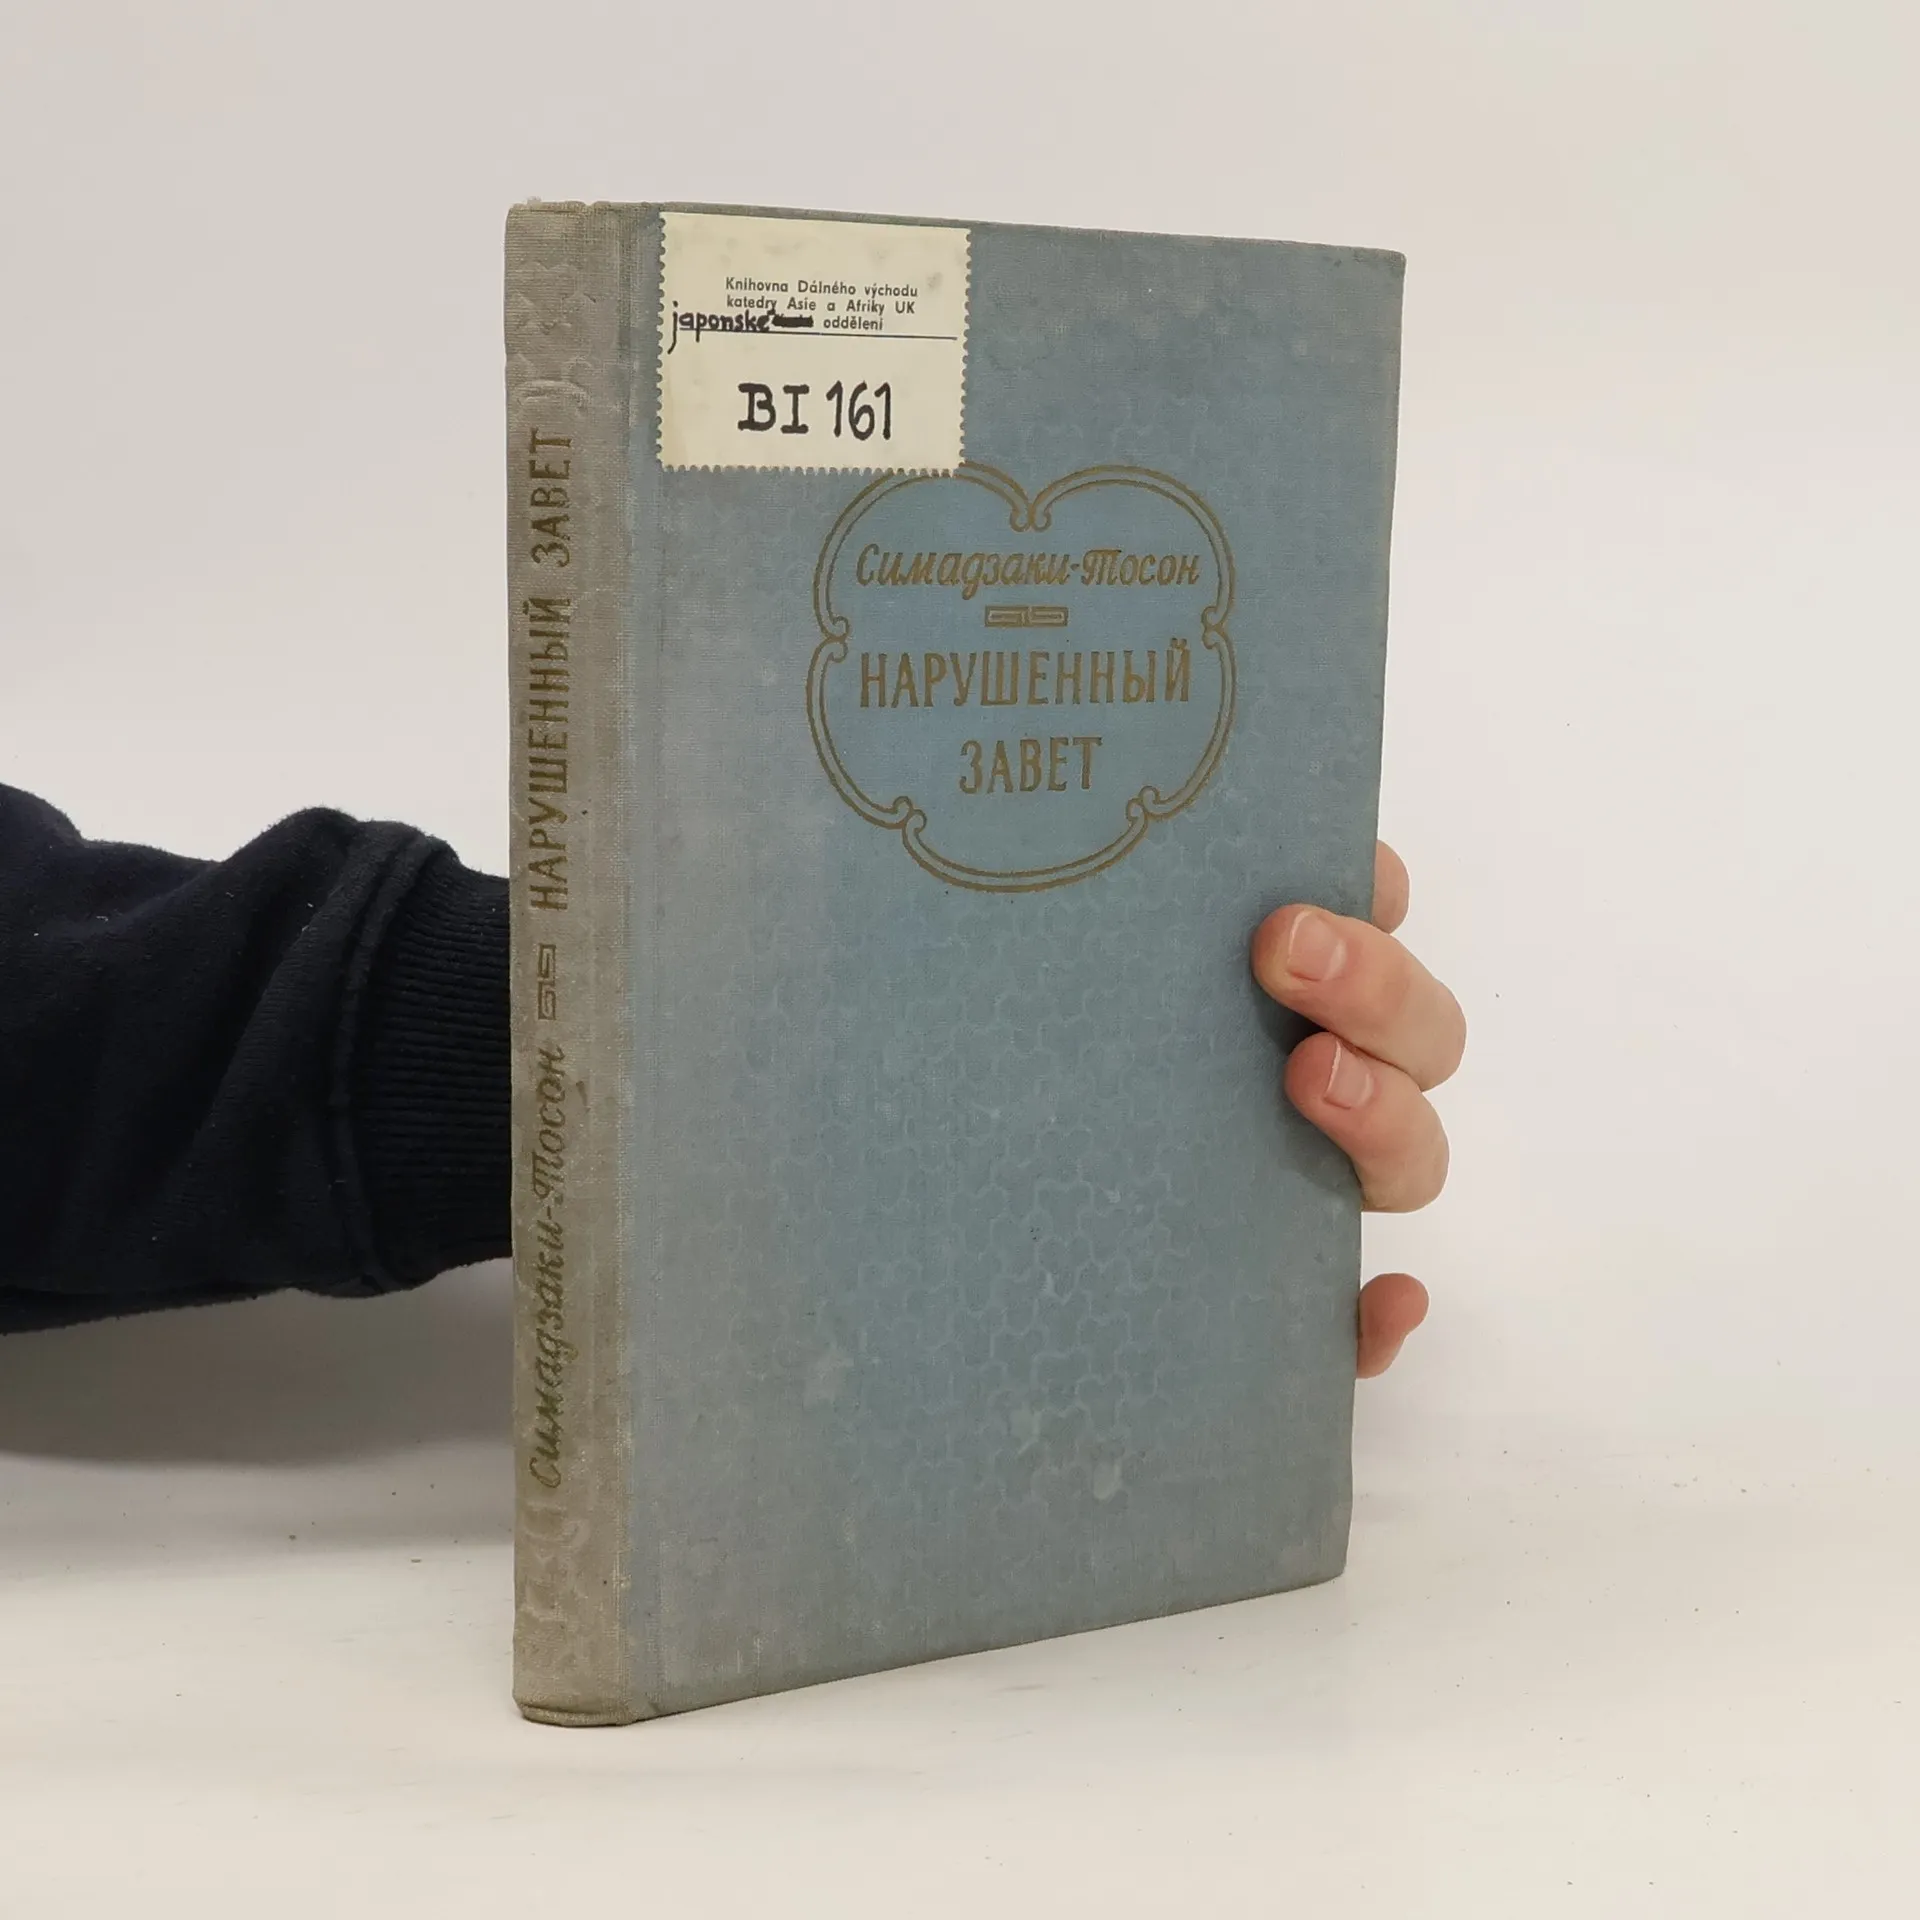 Knihovna Dálného východu
katedry Asie a Afriky UK
japonské oddělení
BI 161
Симадзаки-Тосон
НАРУШЕННЫЙ
ЗАВЕТ
Симадзаки-Тосон НАРУШЕННЫЙ ЗАВЕТ